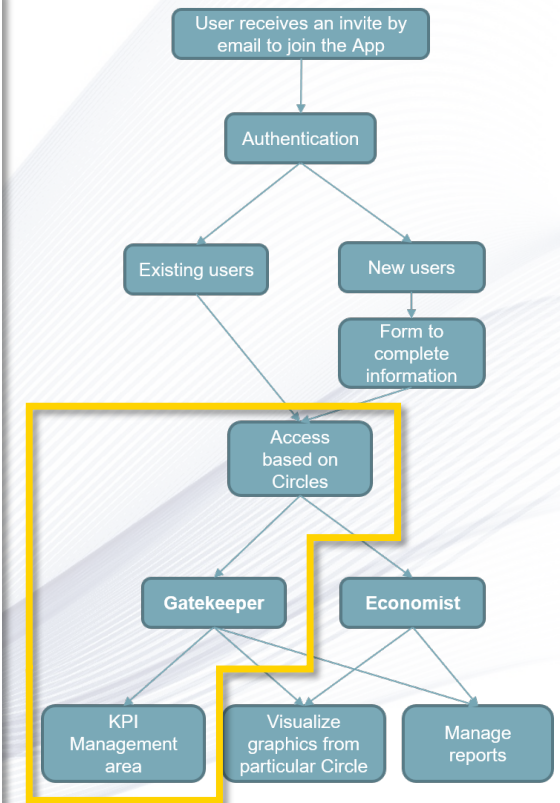 User receives an invite by
email to join the App
Authentication
Existing users
New users
Form to
complete
information
Access
based on
Circles
Gatekeeper
Economist
KPI
Management
area
Visualize
graphics from
particular Circle
Manage
reports